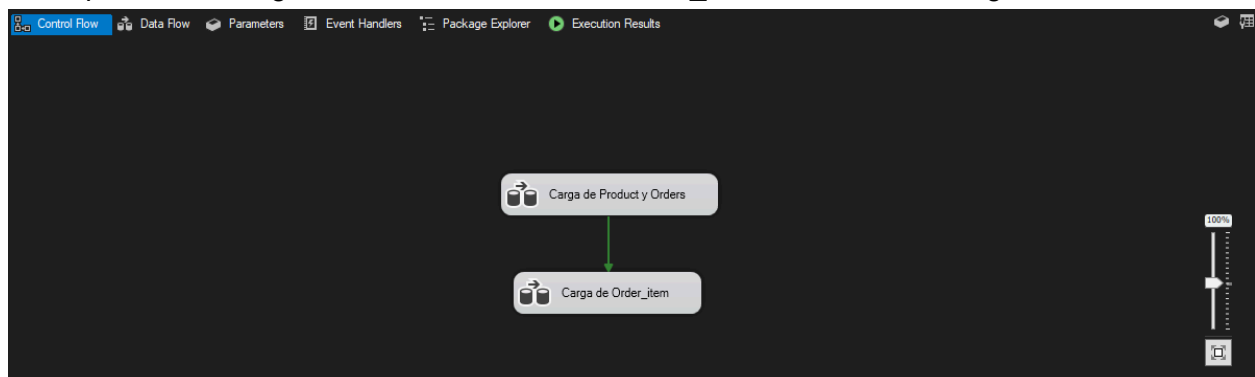 Control Flow Data Flow Parameters Event Handlers Package Explorer Execution Results
Carga de Product y Orders
100%
Carga de Order_item